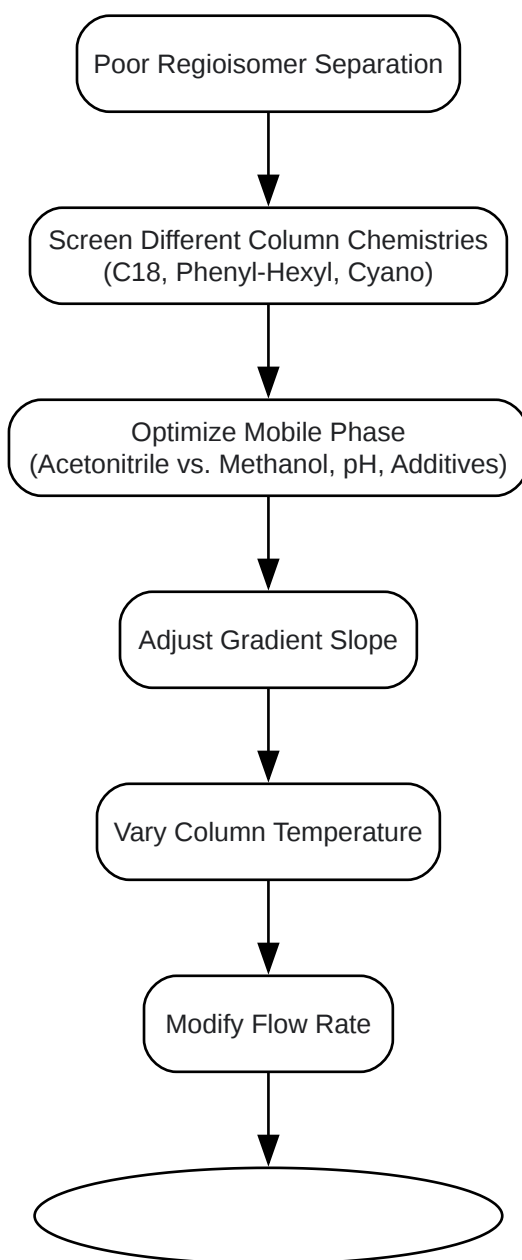 Poor Regioisomer Separation
Screen Different Column Chemistries
(C18, Phenyl-Hexyl, Cyano)
Optimize Mobile Phase
(Acetonitrile vs. Methanol, pH, Additives)
Adjust Gradient Slope
Vary Column Temperature
Modify Flow Rate